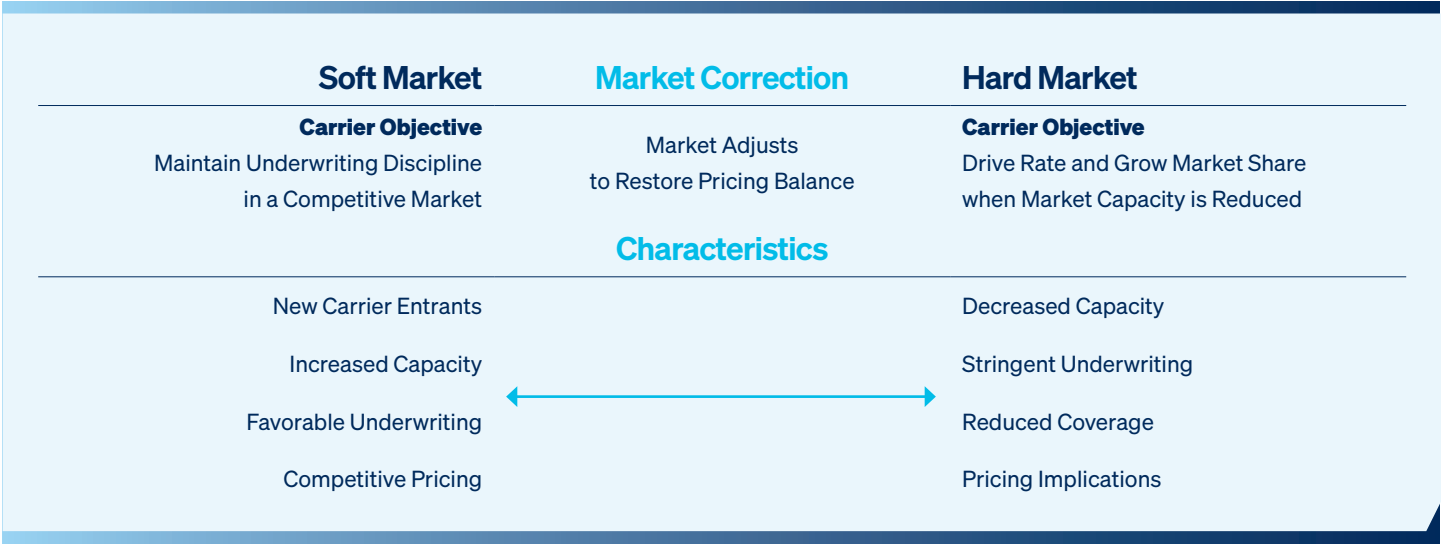 Soft Market
Market Correction
Hard Market
Carrier Objective
Maintain Underwriting Discipline
in a Competitive Market
Market Adjusts
to Restore Pricing Balance
Carrier Objective
Drive Rate and Grow Market Share
when Market Capacity is Reduced
Characteristics
New Carrier Entrants
Increased Capacity
Favorable Underwriting
Competitive Pricing
Decreased Capacity
Stringent Underwriting
Reduced Coverage
Pricing Implications